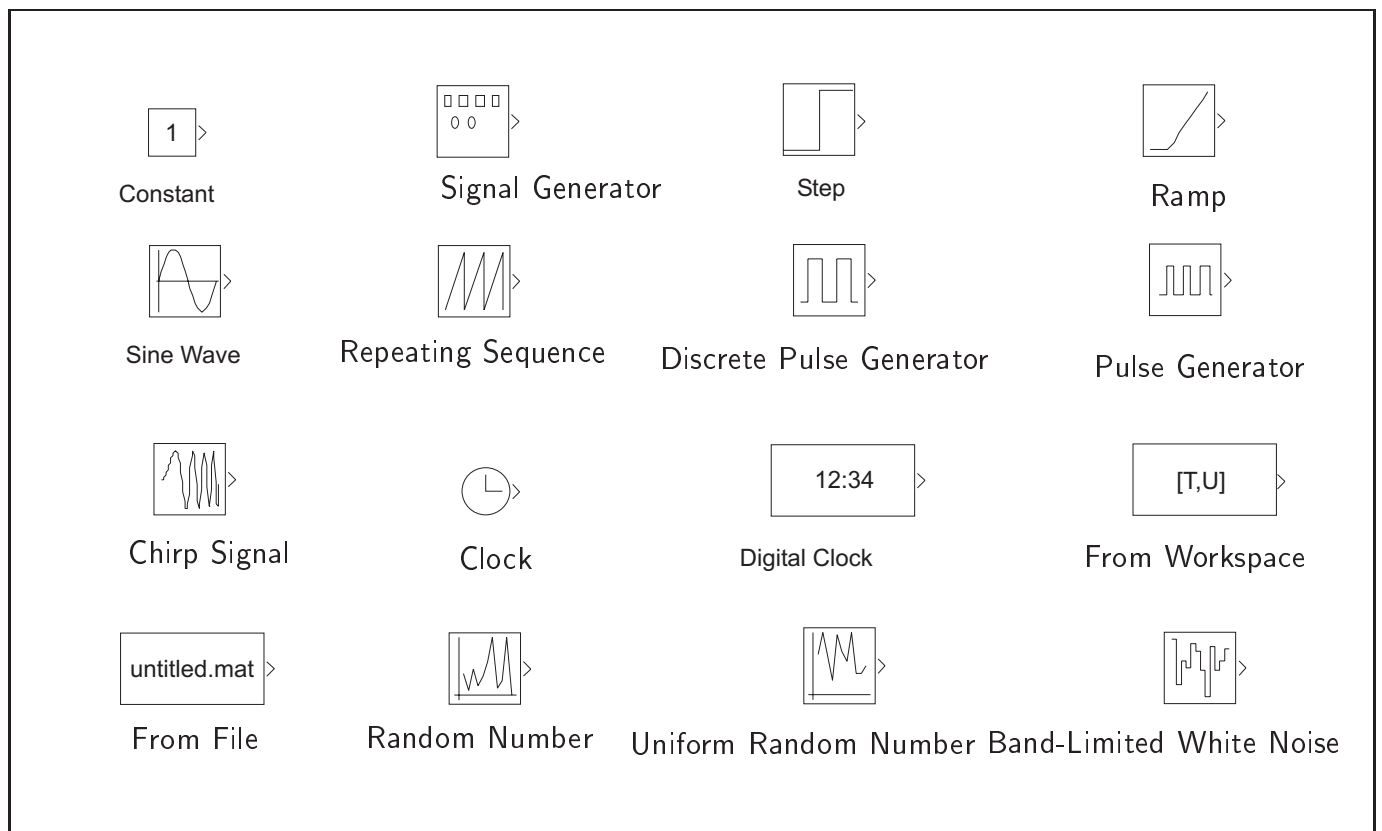 1
Constant
Signal Generator
Step
Ramp
Sine Wave
Repeating Sequence
Discrete Pulse Generator
Pulse Generator
Chirp Signal
Clock
12:34
Digital Clock
[T,U]
From Workspace
untitled.mat
From File
Random Number
Uniform Random Number
Band-Limited White Noise